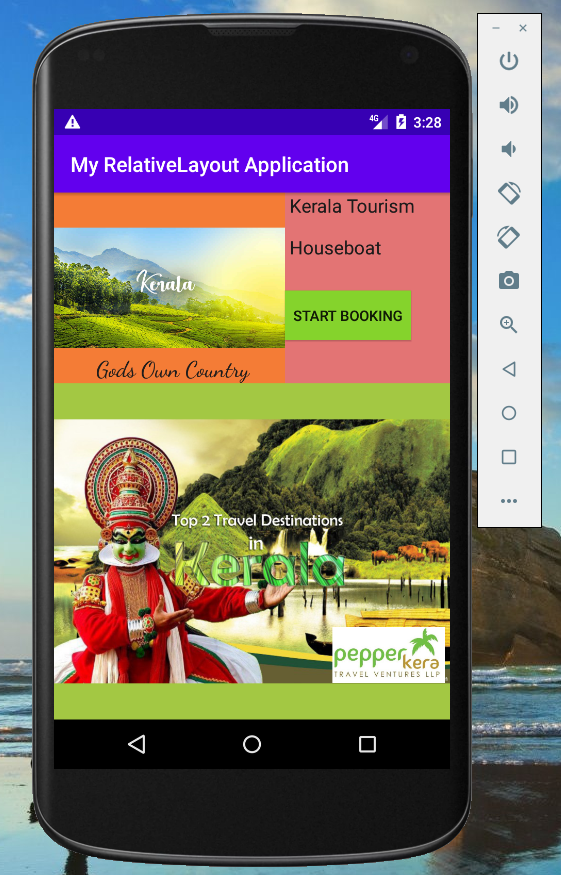 4G 3:28
My RelativeLayout Application
Kerala
Gods Own Country
Kerala Tourism
Houseboat
START BOOKING
Top 2 Travel Destinations
in
Kerala
pepper
kera
TRAVEL VENTURES LLP